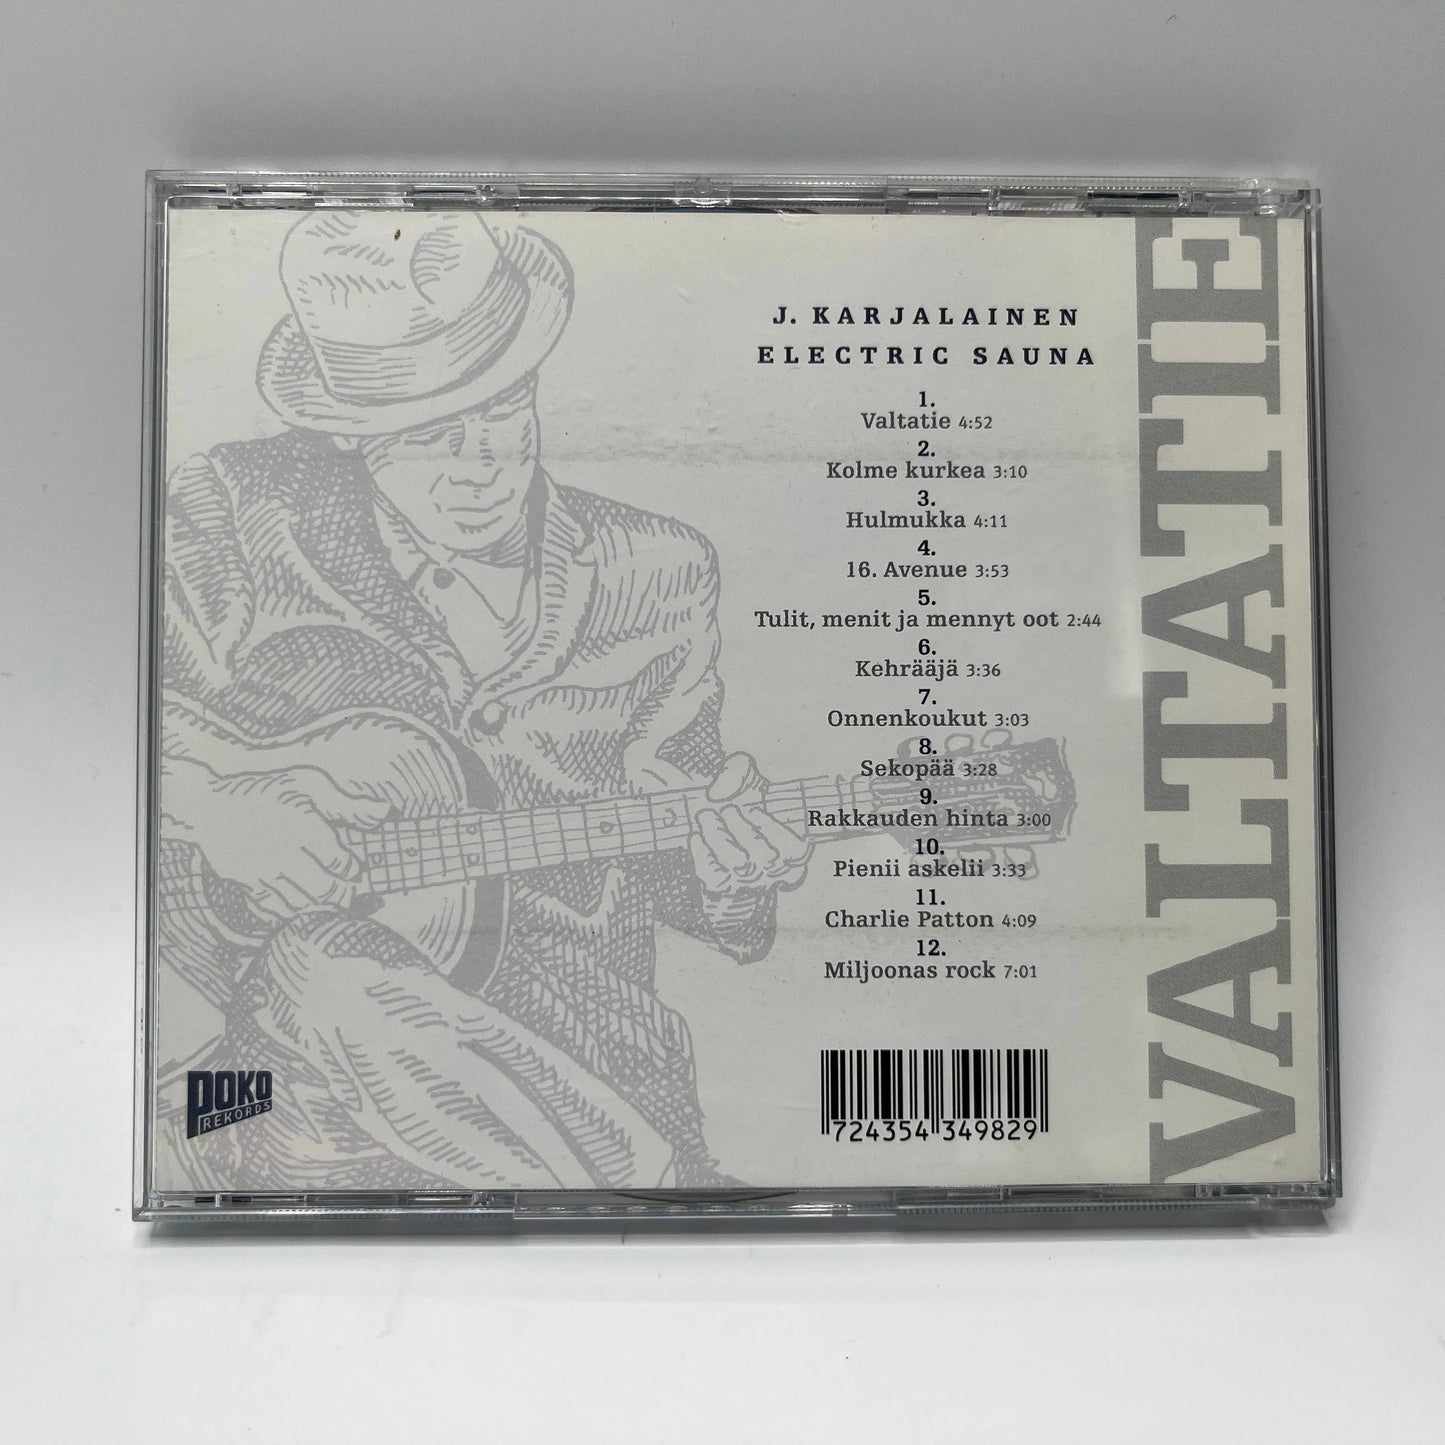 J. KARJALAINEN
ELECTRIC SAUNA
1.
Valtatie 4:52
2.
Kolme kurkea 3:10
3.
Hulmukka 4:11
4.
16. Avenue 3:53
5.
Tulit, menit ja mennyt oot 2:44
6.
Kehrääjä 3:36
7.
Onnenkoukut 3:03
8.
Sekopää 3:28
9.
Rakkauden hinta 3:00
10.
Pienii askelii 3:33
11.
Charlie Patton 4:09
12.
Miljoonas rock 7:01
724354 349829
POKO
REKORDS
VALTATIE